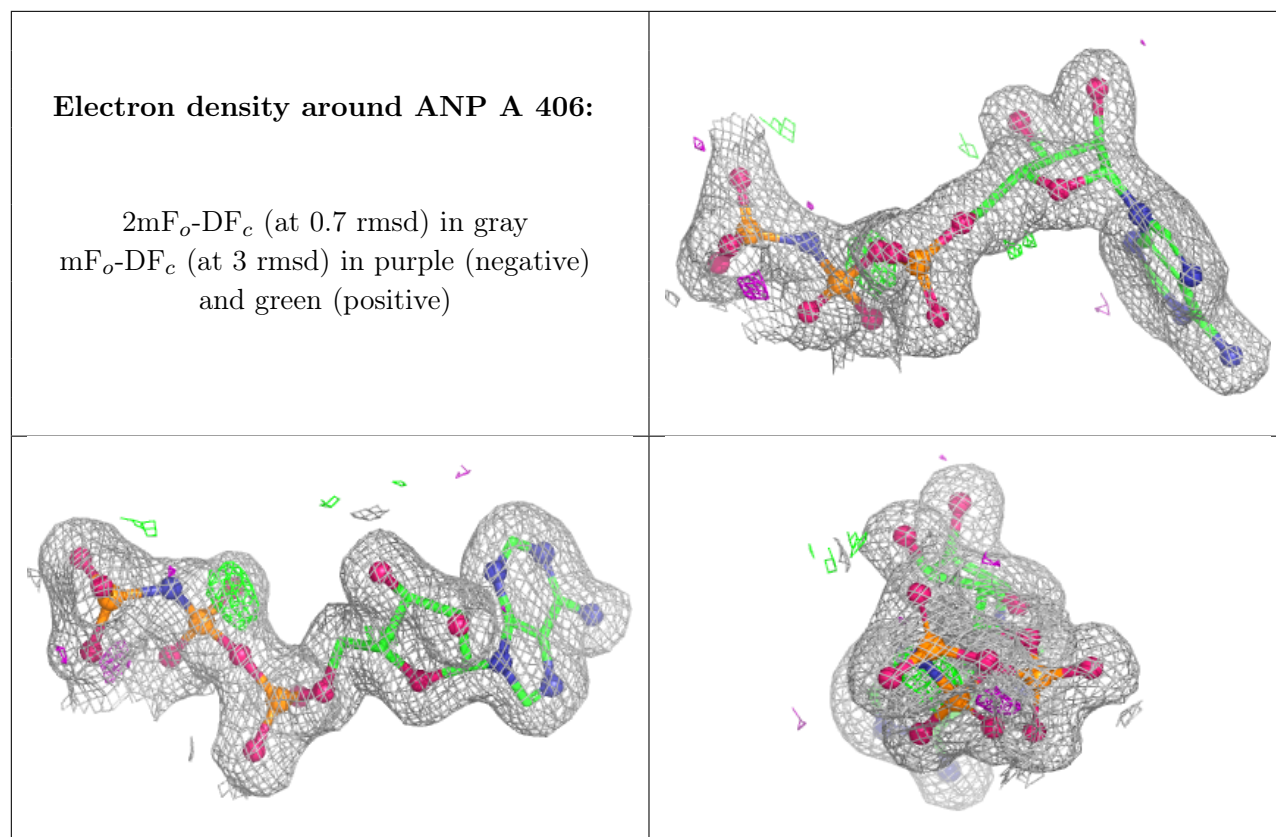 Electron density around ANP A 406:
2mFo-DFc (at 0.7 rmsd) in gray
mFo-DFc (at 3 rmsd) in purple (negative)
and green (positive)